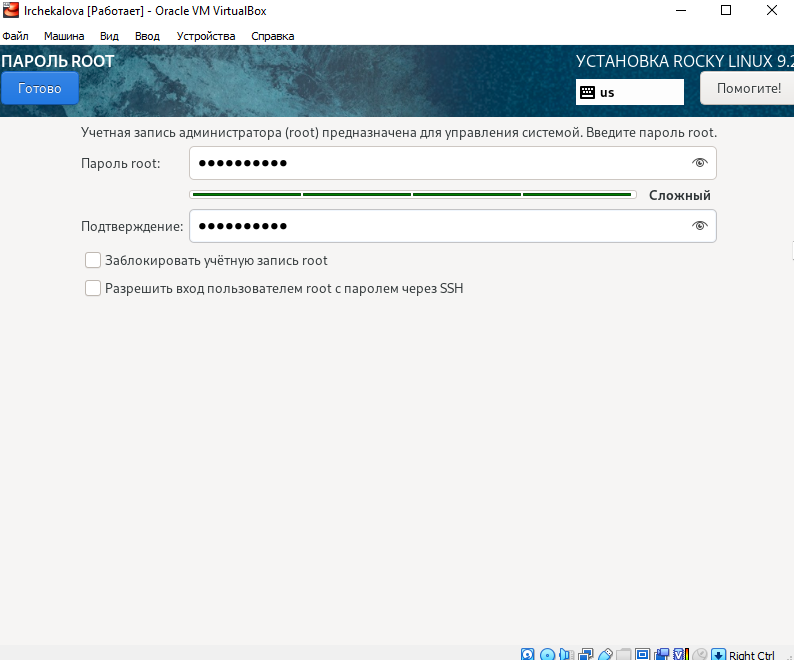 Irchekalova [Работает] - Oracle VM VirtualBox
Файл Машина Вид Ввод Устройства Справка
ПАРОЛЬ ROOT
УСТАНОВКА ROCKY LINUX 9.2
Готово
us
Помогите!
Учетная запись администратора (root) предназначена для управления системой. Введите пароль root.
Пароль root: ●●●●●●●●●●
Сложный
Подтверждение: ●●●●●●●●●●
Заблокировать учётную запись root
Разрешить вход пользователем root с паролем через SSH
Right Ctrl